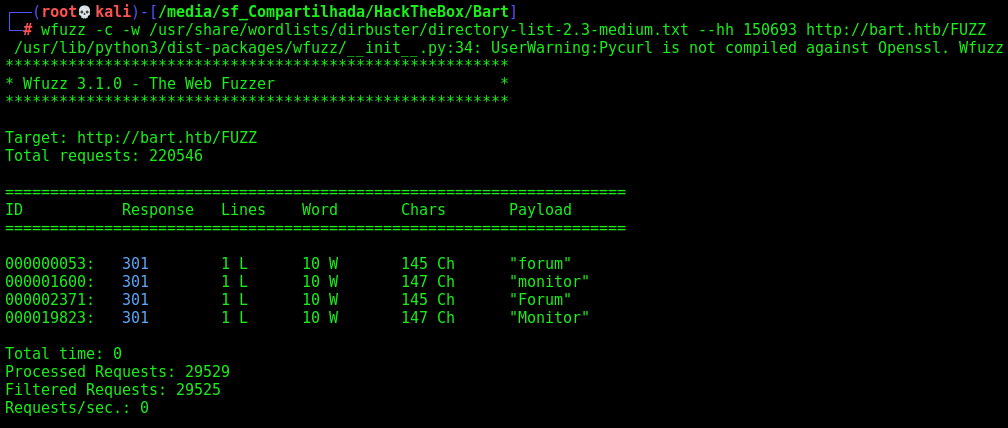 ┌──(root💀kali)-[/media/sf_Compartilhada/HackTheBox/Bart]
└─# wfuzz -c -w /usr/share/wordlists/dirbuster/directory-list-2.3-medium.txt --hh 150693 http://bart.htb/FUZZ
 /usr/lib/python3/dist-packages/wfuzz/__init__.py:34: UserWarning:Pycurl is not compiled against Openssl. Wfuzz
********************************************************
* Wfuzz 3.1.0 - The Web Fuzzer                         *
********************************************************
Target: http://bart.htb/FUZZ
Total requests: 220546
=====================================================================
ID           Response   Lines    Word       Chars       Payload
=====================================================================
000000053:   301        1 L      10 W       145 Ch      "forum"
000001600:   301        1 L      10 W       147 Ch      "monitor"
000002371:   301        1 L      10 W       145 Ch      "Forum"
000019823:   301        1 L      10 W       147 Ch      "Monitor"
Total time: 0
Processed Requests: 29529
Filtered Requests: 29525
Requests/sec.: 0